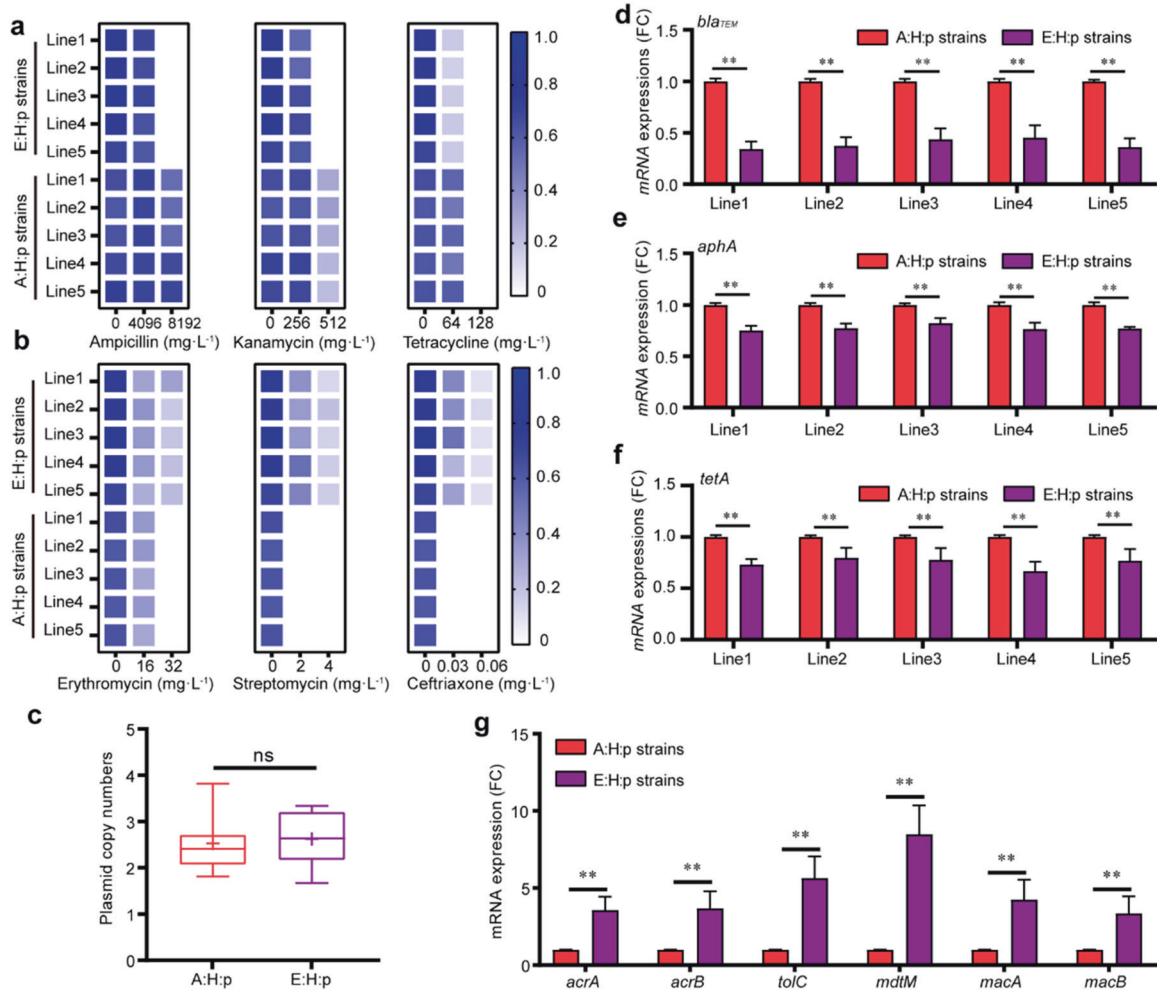 a
E:H:p strains
Line1
Line2
Line3
Line4
Line5
A:H:p strains
Line1
Line2
Line3
Line4
Line5
0 4096 8192
Ampicillin (mg·L⁻¹)
0 256 512
Kanamycin (mg·L⁻¹)
0 64 128
Tetracycline (mg·L⁻¹)
1.0
0.8
0.6
0.4
0.2
0
b
E:H:p strains
Line1
Line2
Line3
Line4
Line5
A:H:p strains
Line1
Line2
Line3
Line4
Line5
0 16 32
Erythromycin (mg·L⁻¹)
0 2 4
Streptomycin (mg·L⁻¹)
0 0.03 0.06
Ceftriaxone (mg·L⁻¹)
1.0
0.8
0.6
0.4
0.2
0
c
Plasmid copy numbers
5
4
3
2
1
0
ns
A:H:p E:H:p
d
blaTEM
A:H:p strains E:H:p strains
mRNA expressions (FC)
1.5
1.0
0.5
0.0
** ** ** ** **
Line1 Line2 Line3 Line4 Line5
e
aphA
A:H:p strains E:H:p strains
mRNA expression (FC)
1.5
1.0
0.5
0.0
** ** ** ** **
Line1 Line2 Line3 Line4 Line5
f
tetA
A:H:p strains E:H:p strains
mRNA expressions (FC)
1.5
1.0
0.5
0.0
** ** ** ** **
Line1 Line2 Line3 Line4 Line5
g
A:H:p strains
E:H:p strains
mRNA expression (FC)
15
10
5
0
** ** ** ** ** **
acrA acrB tolC mdtM macA macB